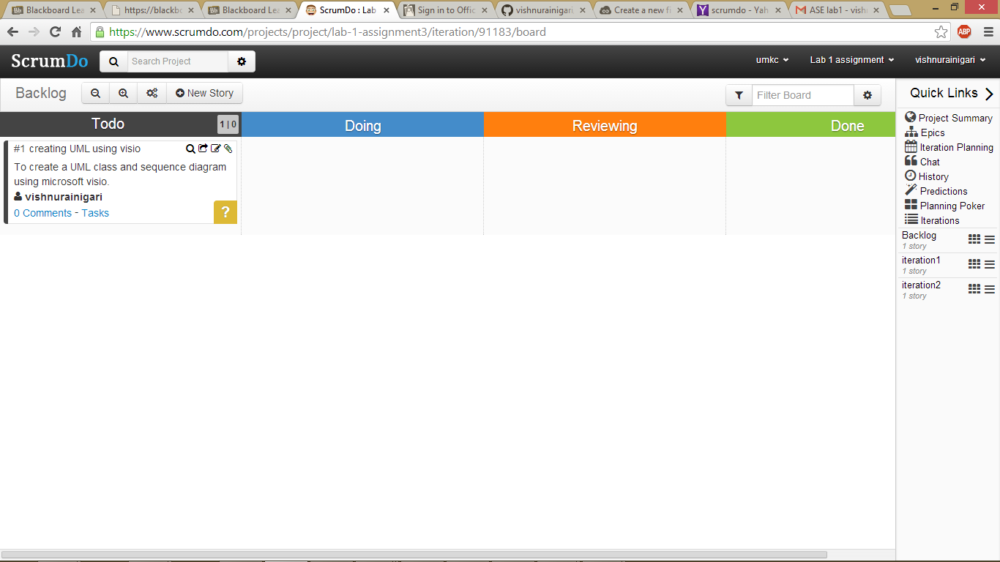 Blackboard Lea
https://blackbo
Blackboard Lea
ScrumDo : Lab
Sign in to Offic
vishnurainigari
Create a new fi
scrumdo - Yah
ASE lab1 - vishn
https://www.scrumdo.com/projects/project/lab-1-assignment3/iteration/91183/board
ABP
ScrumDo
Search Project
umkc
Lab 1 assignment
vishnurainigari
Backlog
New Story
Filter Board
Quick Links
Todo
1 | 0
Doing
Reviewing
Done
#1 creating UML using visio
To create a UML class and sequence diagram
using microsoft visio.
vishnurainigari
0 Comments - Tasks
?
Project Summary
Epics
Iteration Planning
Chat
History
Predictions
Planning Poker
Iterations
Backlog
1 story
iteration1
1 story
iteration2
1 story